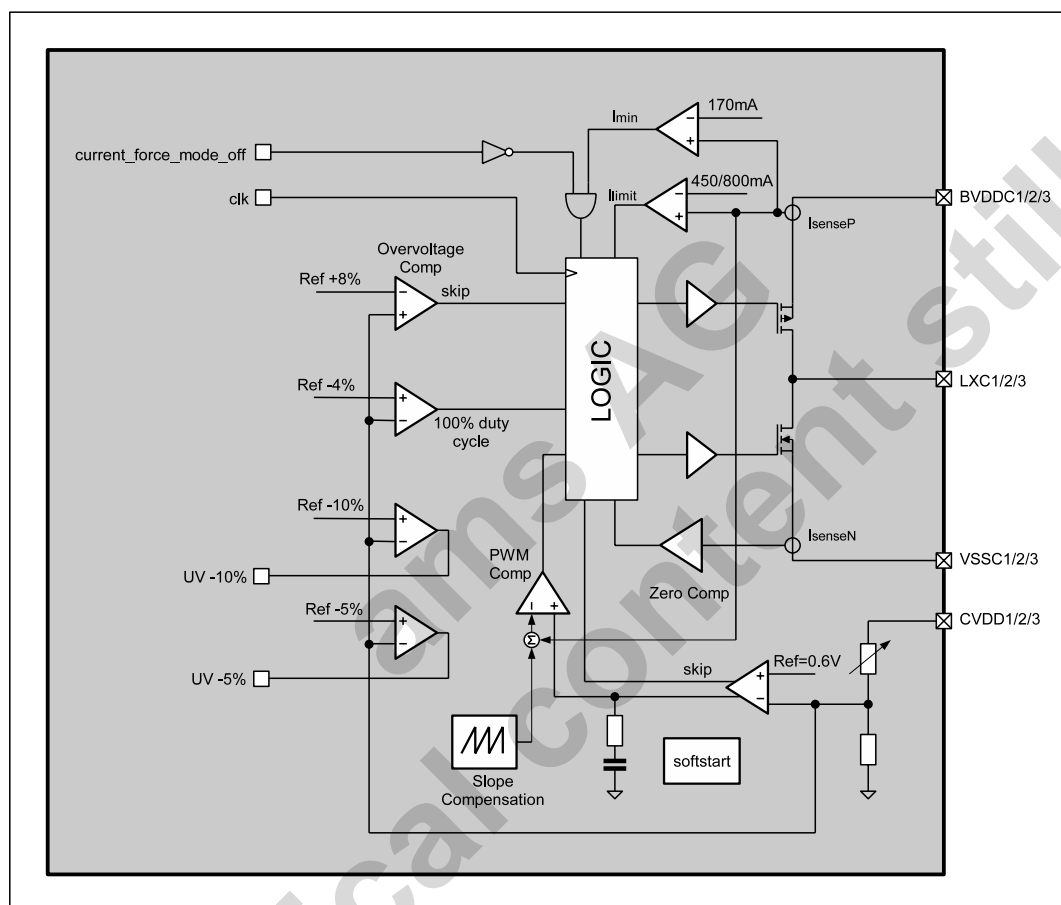 170mA
Imin
current_force_mode_off
450/800mA
clk
Ilimit
BVDDC1/2/3
IsenseP
Overvoltage
Comp
Ref +8%
skip
LOGIC
Ref -4%
100% duty
cycle
LXC1/2/3
Ref -10%
UV -10%
PWM
Comp
IsenseN
Zero Comp
VSSC1/2/3
Ref -5%
UV -5%
CVDD1/2/3
Σ
Ref=0.6V
skip
softstart
Slope
Compensation
ams AG
cal content still